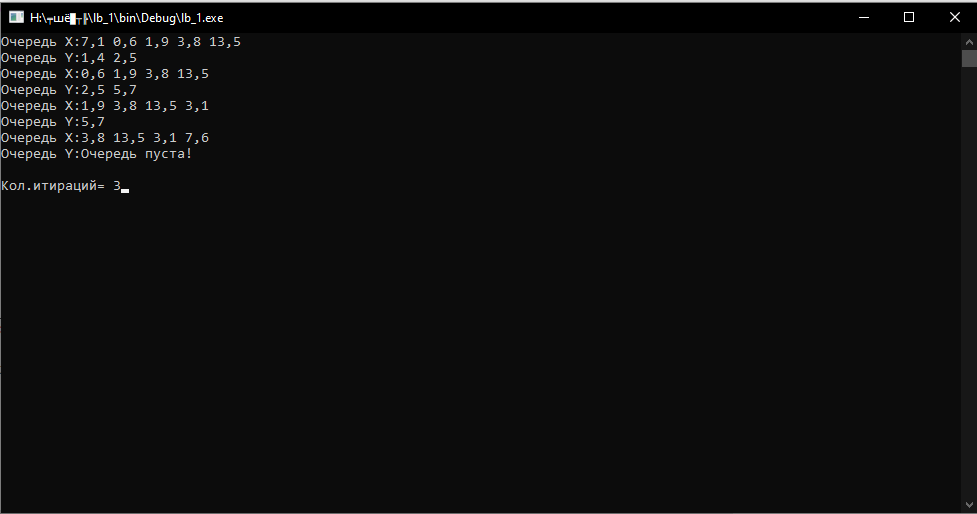 H:\┯шё█┬╠\lb_1\bin\Debug\lb_1.exe
Очередь X:7,1 0,6 1,9 3,8 13,5
Очередь Y:1,4 2,5
Очередь X:0,6 1,9 3,8 13,5
Очередь Y:2,5 5,7
Очередь X:1,9 3,8 13,5 3,1
Очередь Y:5,7
Очередь X:3,8 13,5 3,1 7,6
Очередь Y:Очередь пуста!
Кол.итираций= 3